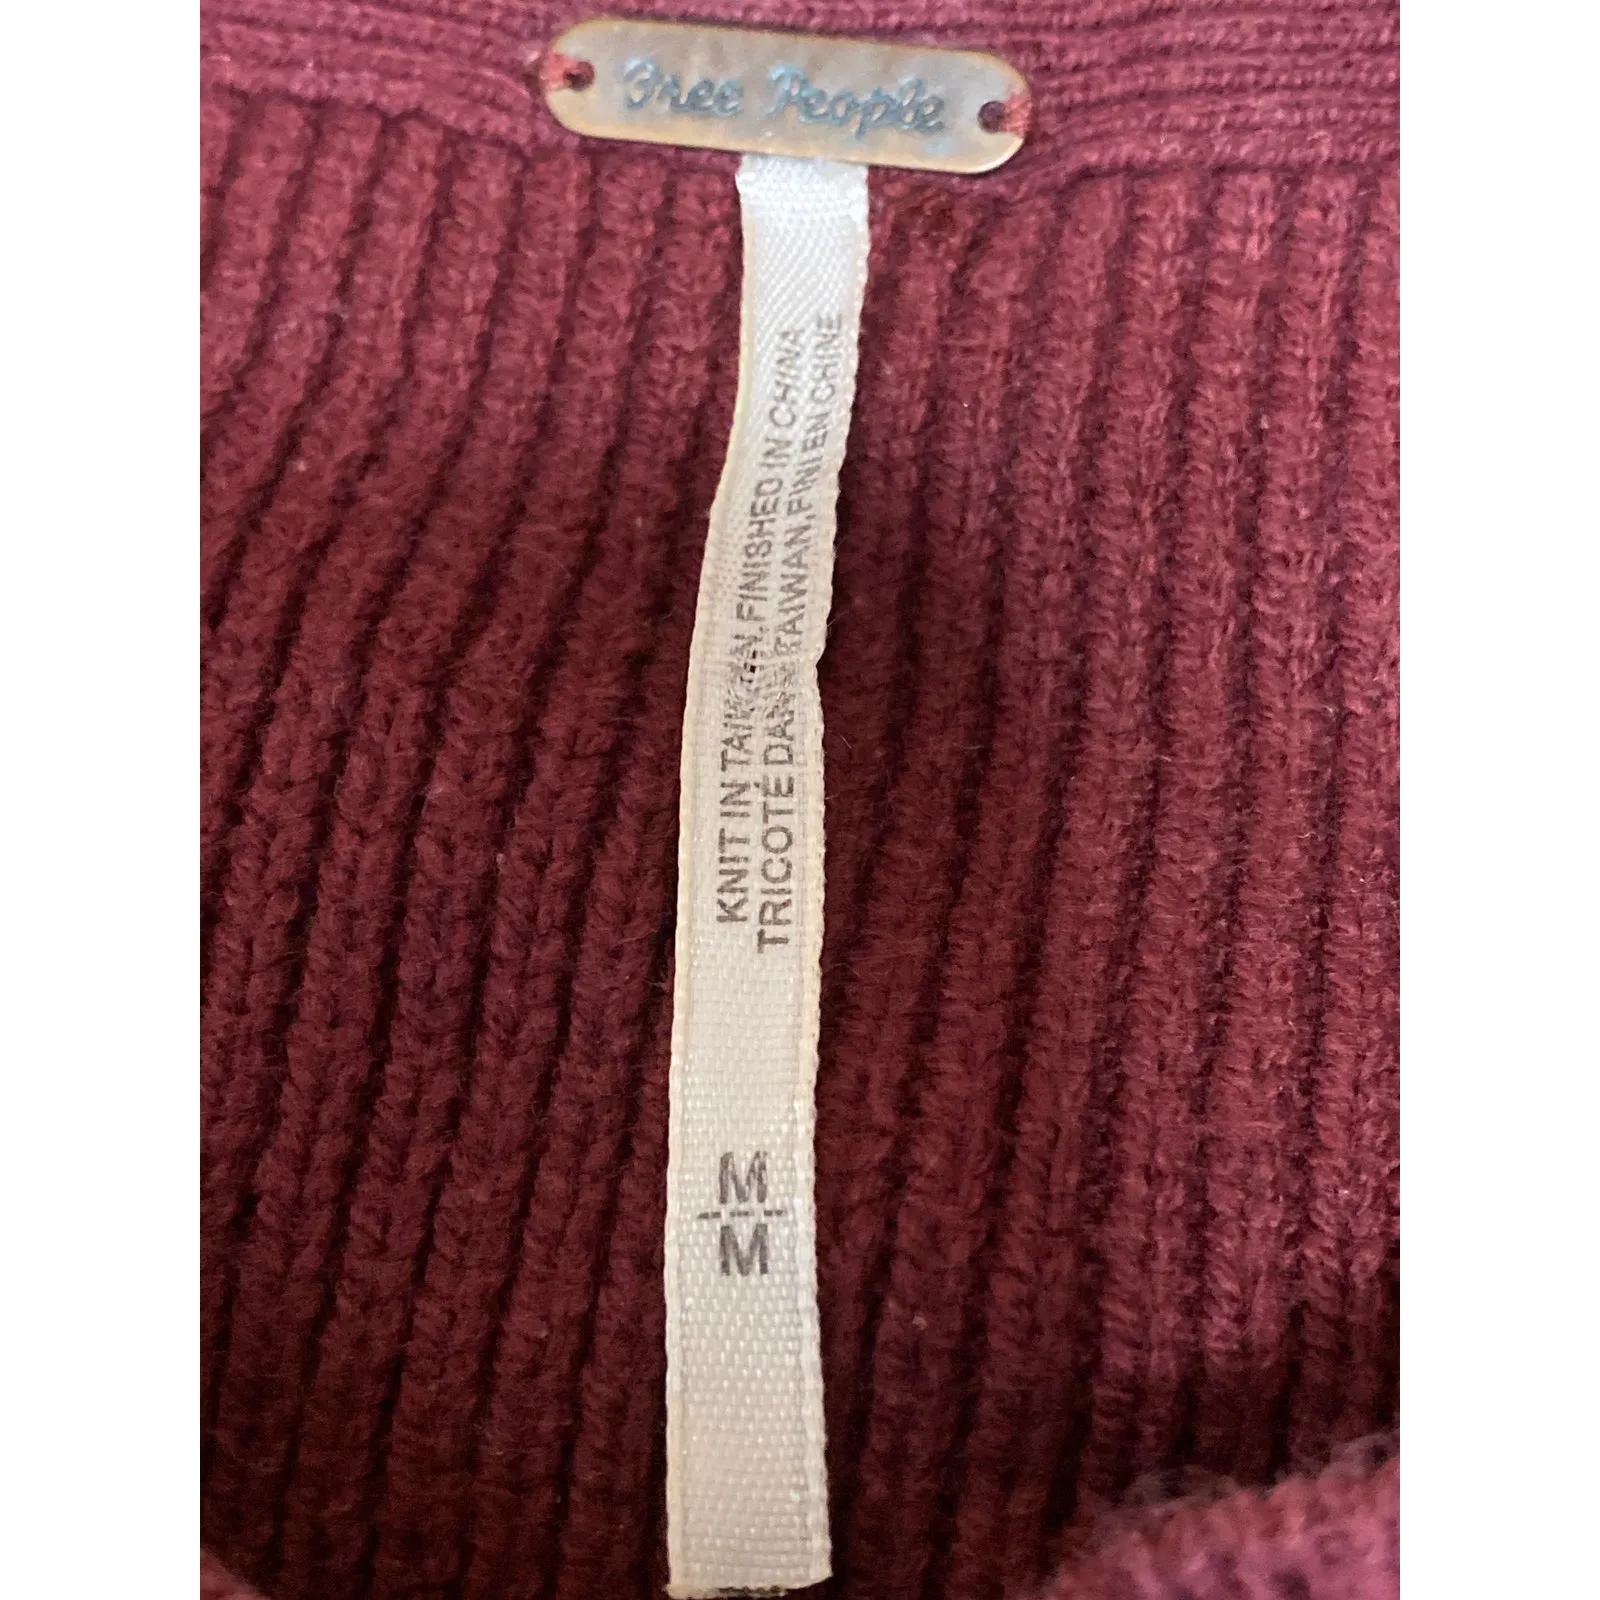 Free People
KNIT IN TAIWAN, FINISHED IN CHINA
TRICOTÉ DANS TAIWAN, FINI EN CHINE
M
M